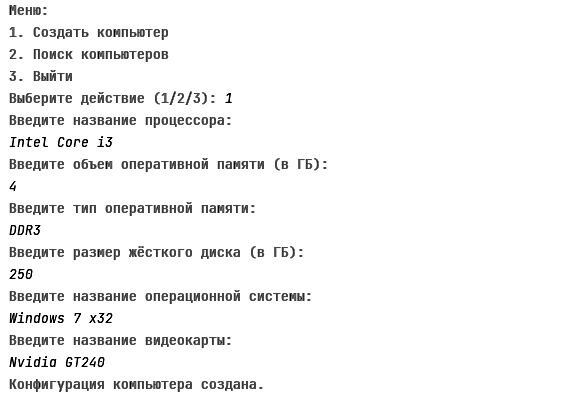 Меню:
1. Создать компьютер
2. Поиск компьютеров
3. Выйти
Выберите действие (1/2/3): 1
Введите название процессора:
Intel Core i3
Введите объем оперативной памяти (в ГБ):
4
Введите тип оперативной памяти:
DDR3
Введите размер жёсткого диска (в ГБ):
250
Введите название операционной системы:
Windows 7 x32
Введите название видеокарты:
Nvidia GT240
Конфигурация компьютера создана.